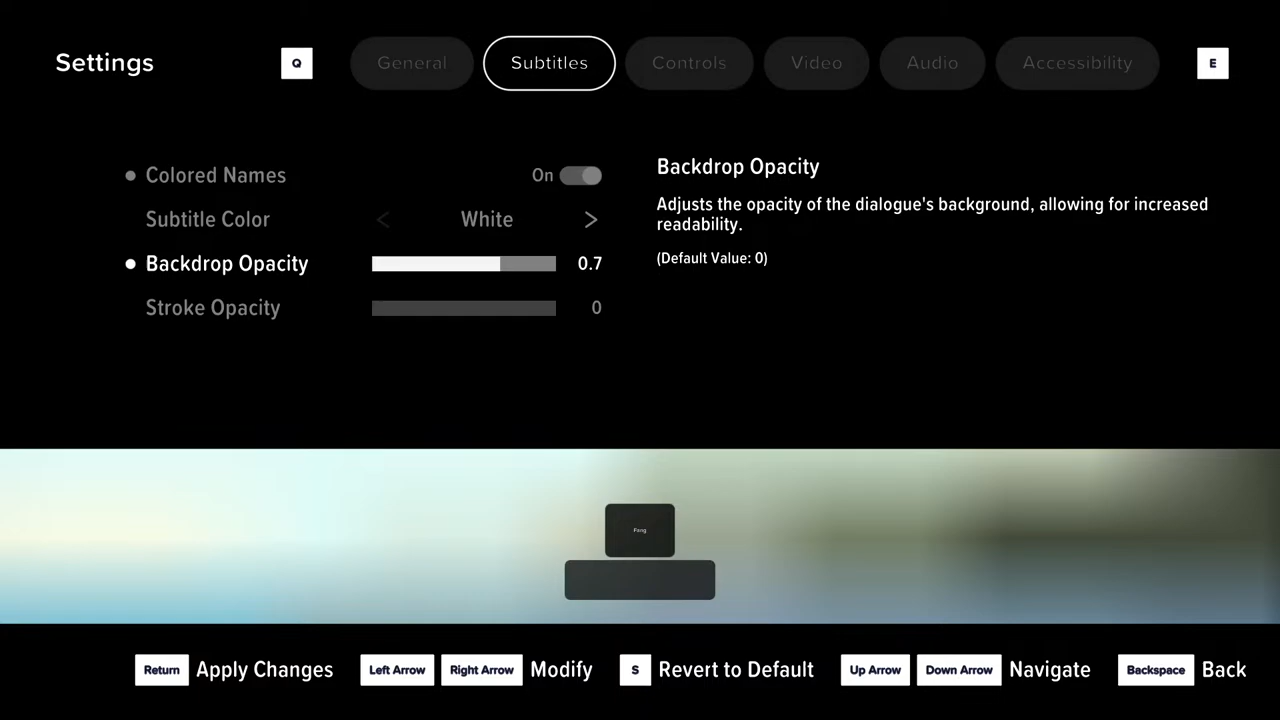 Settings
Q
General
Subtitles
Controls
Video
Audio
Accessibility
E
Colored Names
On
Subtitle Color
White
Backdrop Opacity
0.7
Stroke Opacity
0
Backdrop Opacity
Adjusts the opacity of the dialogue's background, allowing for increased
readability.
(Default Value: 0)
Fang
Return Apply Changes
Left Arrow Right Arrow Modify
S Revert to Default
Up Arrow Down Arrow Navigate
Backspace Back